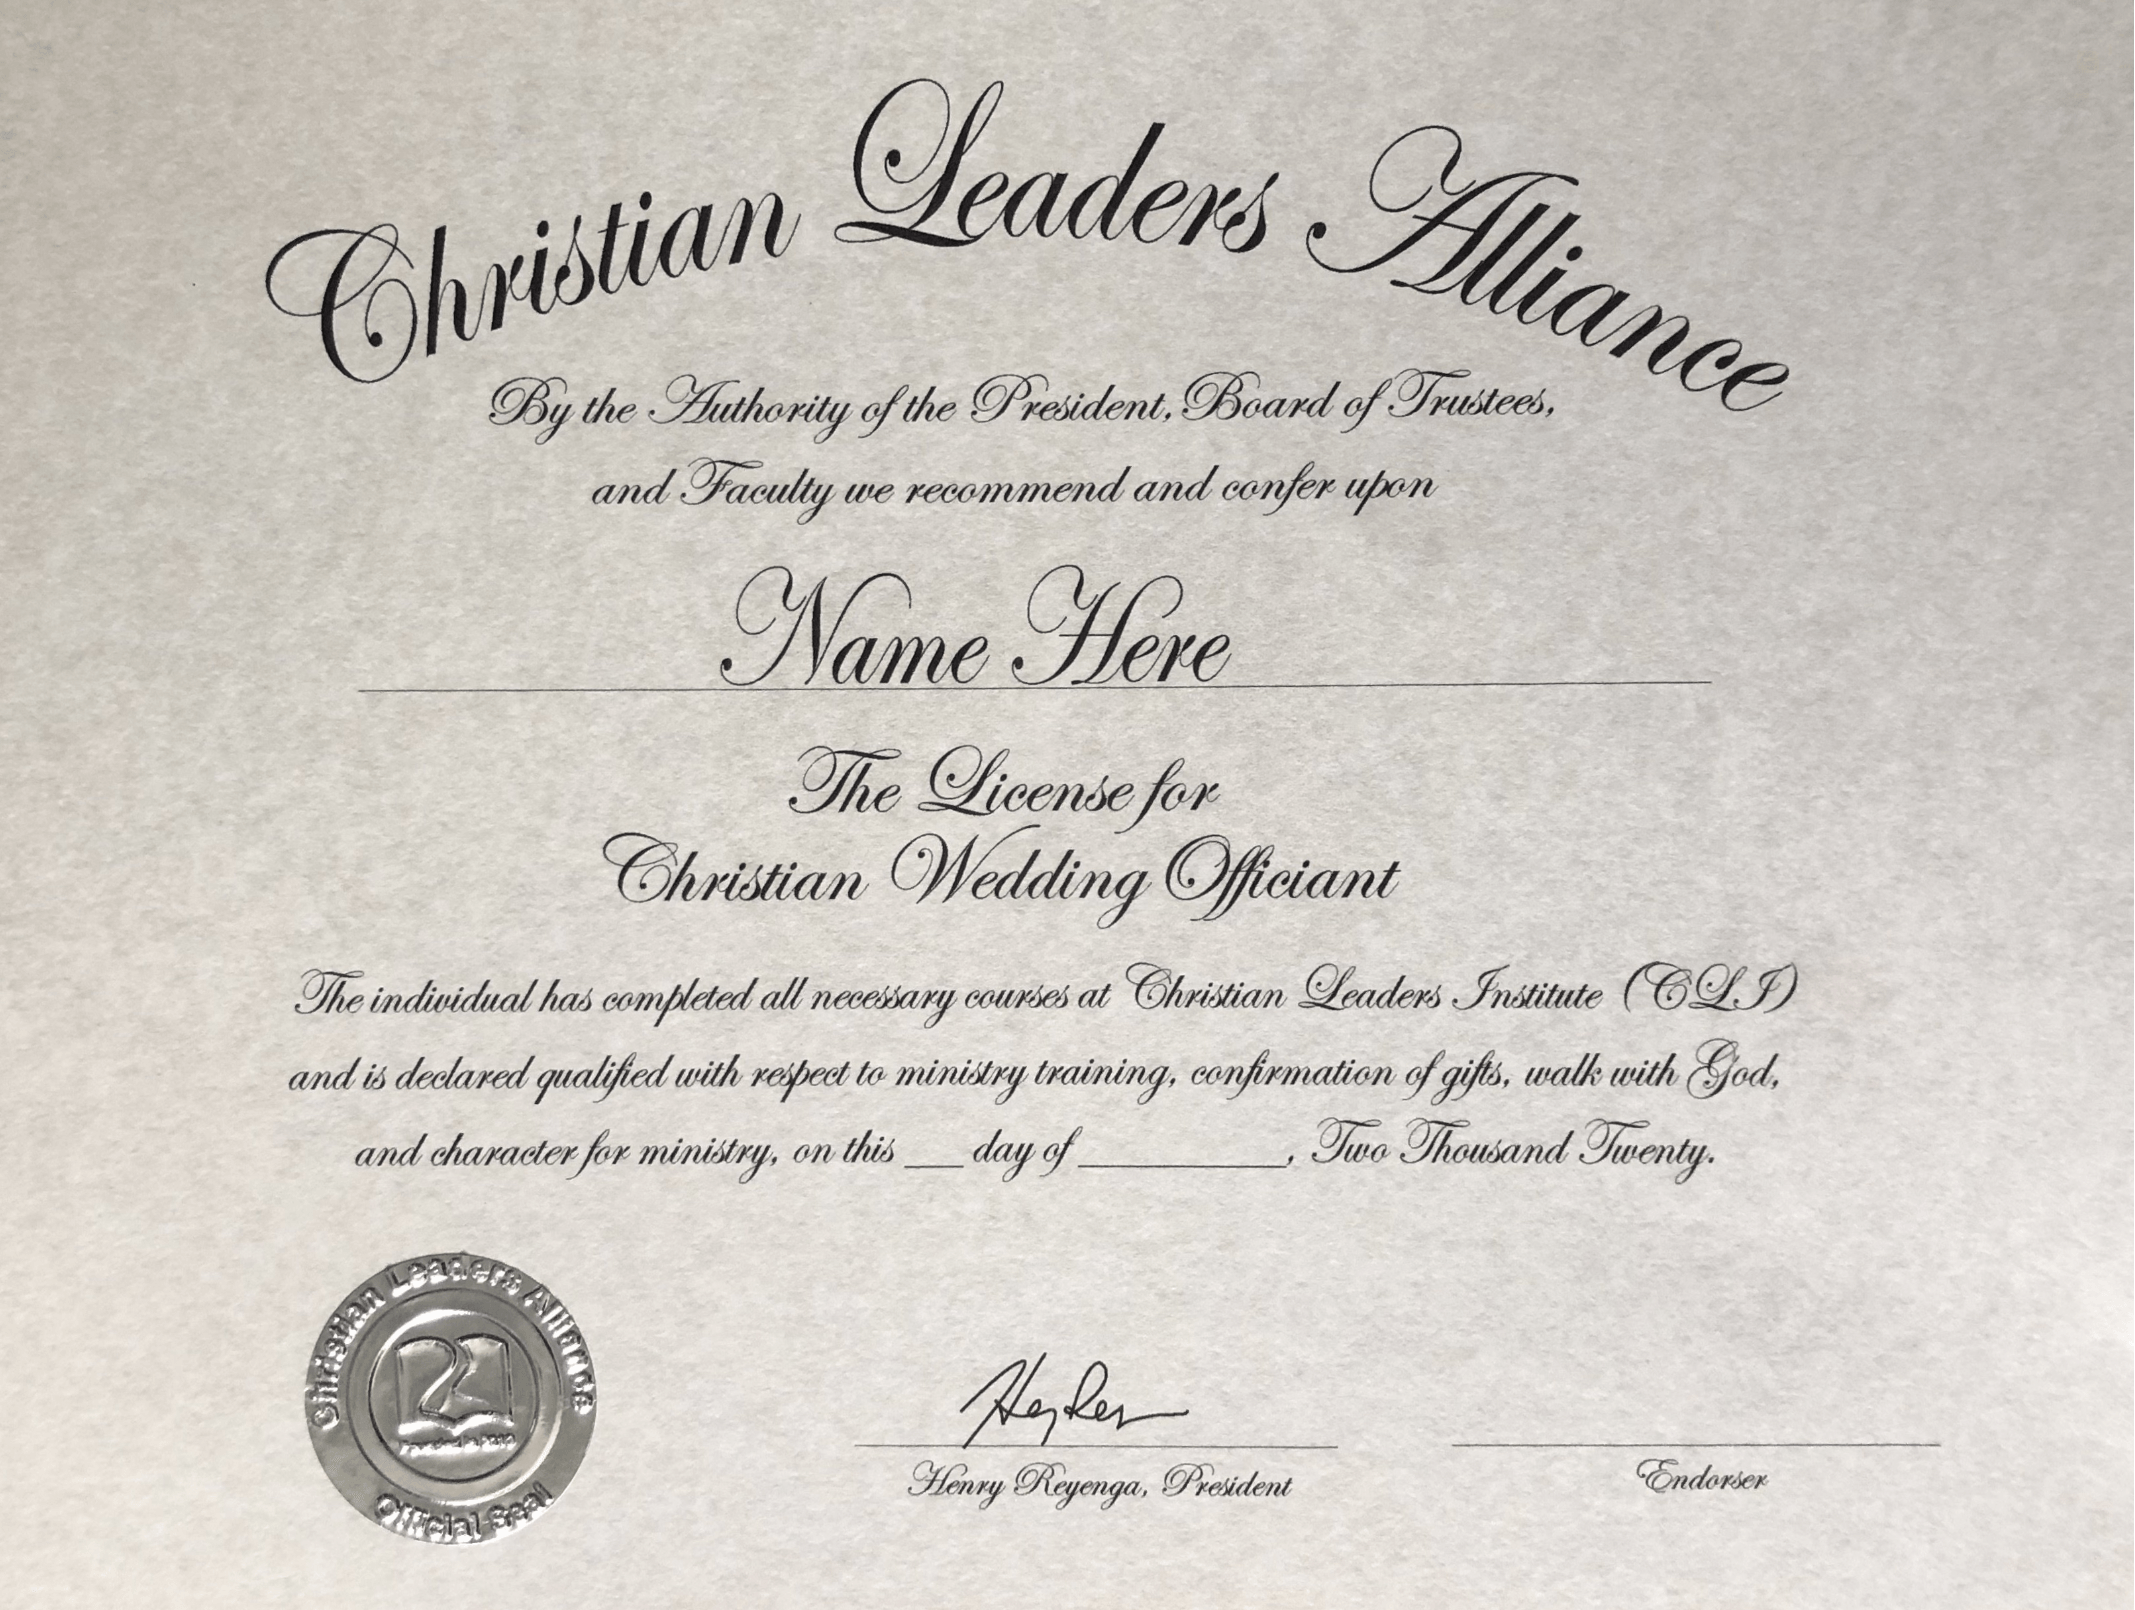 Christian Leaders Alliance
By the Authority of the President, Board of Trustees,
and Faculty we recommend and confer upon
Name Here
The License for
Christian Wedding Officiant
The individual has completed all necessary courses at Christian Leaders Institute (CLI)
and is declared qualified with respect to ministry training, confirmation of gifts, walk with God,
and character for ministry, on this ___ day of ___________, Two Thousand Twenty.
Christian Leaders Alliance
Official Seal
Henry Reyenga, President
Endorser